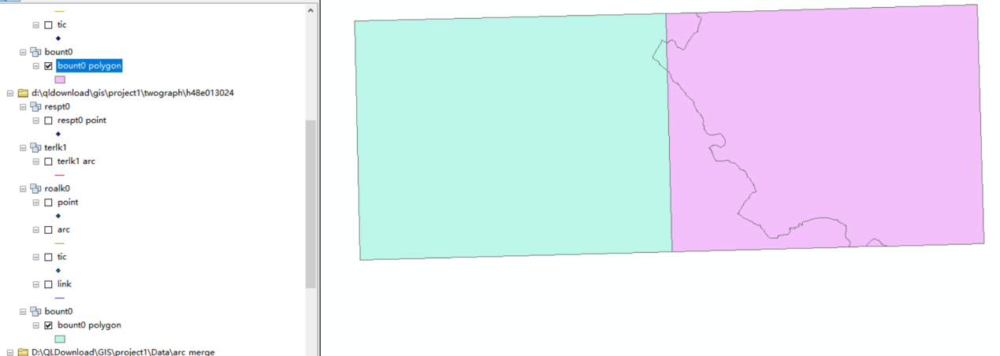 tic
bount0
bount0 polygon
d:\qldownload\gis\project1\twograph\h48e013024
respt0
respt0 point
terlk1
terlk1 arc
roalk0
point
arc
tic
link
bount0
bount0 polygon
D:\QLDownload\GIS\project1\Data\arc merge